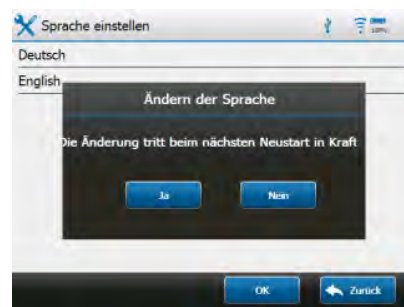 Sprache einstellen
Deutsch
English
Ändern der Sprache
Die Änderung tritt beim nächsten Neustart in Kraft
Ja
Nein
OK
Zurück